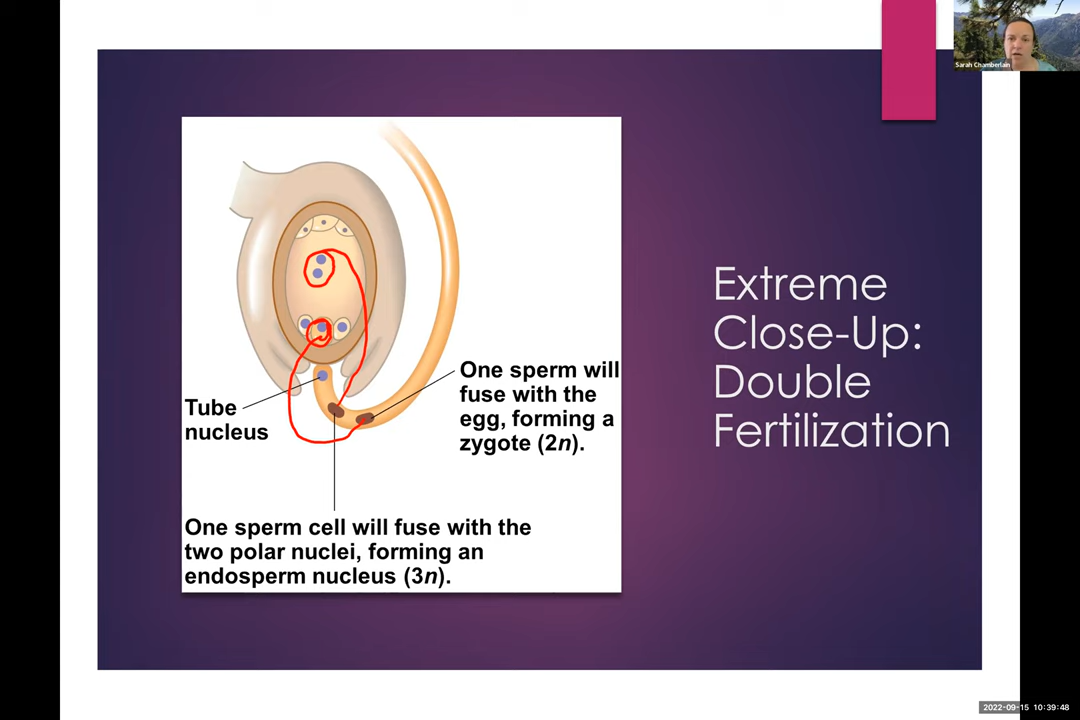 Sarah Chamberlain
Extreme
Close-Up:
Double
Fertilization
One sperm will
fuse with the
egg, forming a
zygote (2n).
Tube
nucleus
One sperm cell will fuse with the
two polar nuclei, forming an
endosperm nucleus (3n).
2022-09-15 10:39:48